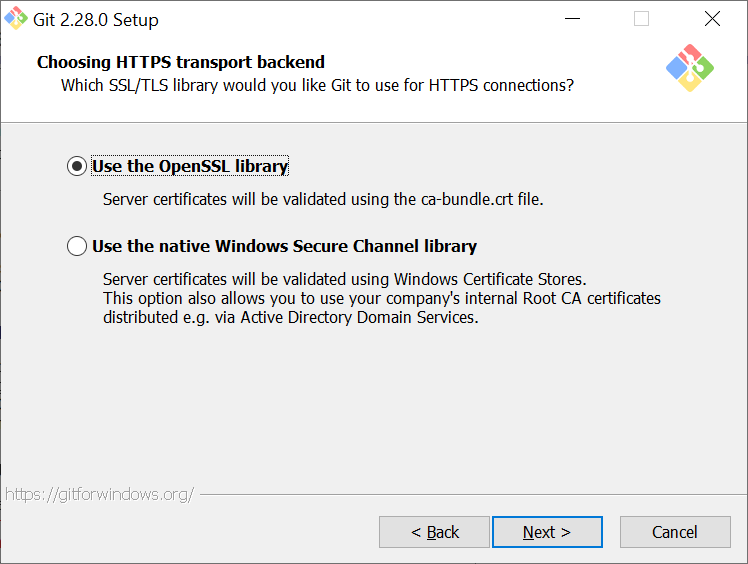 Git 2.28.0 Setup
Choosing HTTPS transport backend
Which SSL/TLS library would you like Git to use for HTTPS connections?
Use the OpenSSL library
Server certificates will be validated using the ca-bundle.crt file.
Use the native Windows Secure Channel library
Server certificates will be validated using Windows Certificate Stores.
This option also allows you to use your company's internal Root CA certificates
distributed e.g. via Active Directory Domain Services.
https://gitforwindows.org/
< Back Next > Cancel